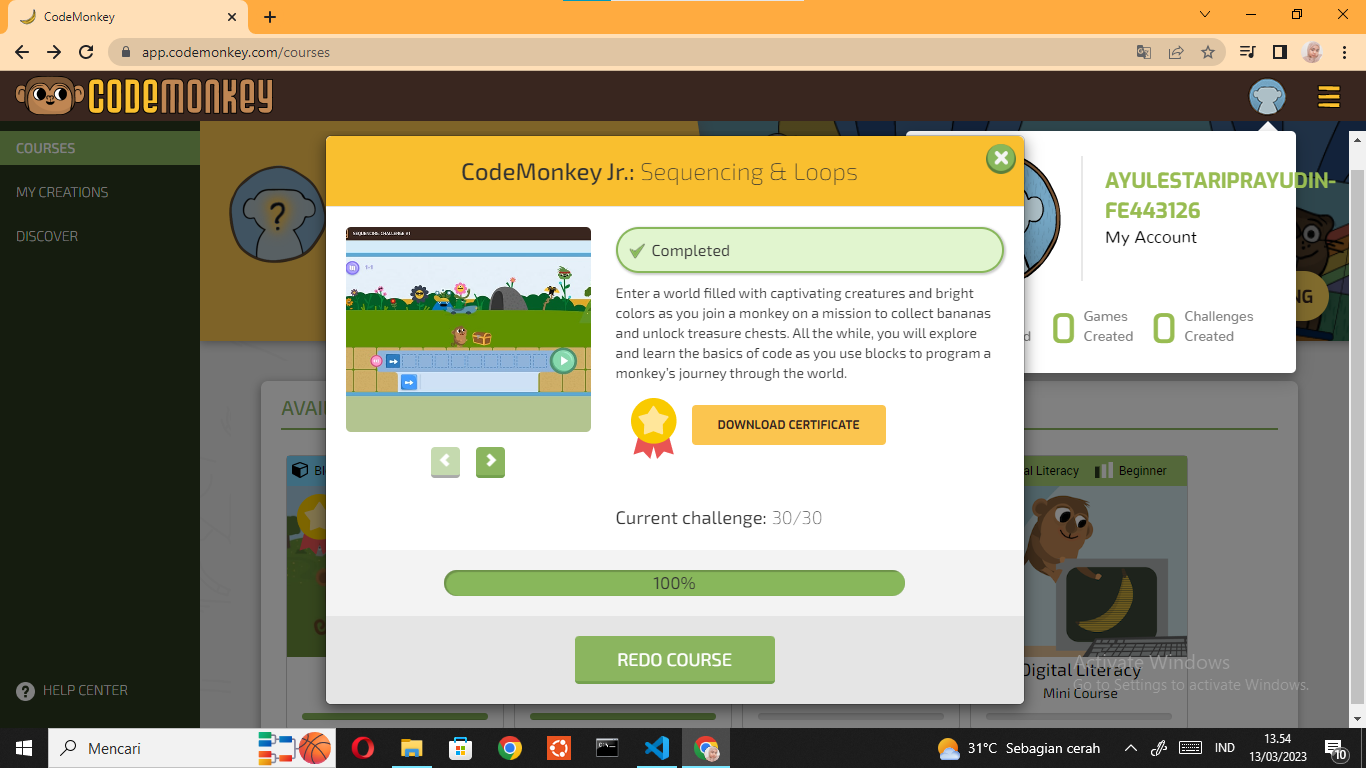 CodeMonkey
app.codemonkey.com/courses
CODEMONKEY
COURSES
MY CREATIONS
DISCOVER
HELP CENTER
CodeMonkey Jr.: Sequencing & Loops
SEQUENCING: CHALLENGE #1
1-1
Completed
Enter a world filled with captivating creatures and bright
colors as you join a monkey on a mission to collect bananas
and unlock treasure chests. All the while, you will explore
and learn the basics of code as you use blocks to program a
monkey's journey through the world.
DOWNLOAD CERTIFICATE
Current challenge: 30/30
100%
REDO COURSE
AYULESTARIPRAYUDIN-
FE443126
My Account
0 Games
Created
0 Challenges
Created
NG
AVAI
Bl
al Literacy
Beginner
Digital Literacy
Mini Course
Activate Windows
Go to Settings to activate Windows.
Mencari
31°C Sebagian cerah
IND
13.54
13/03/2023
10